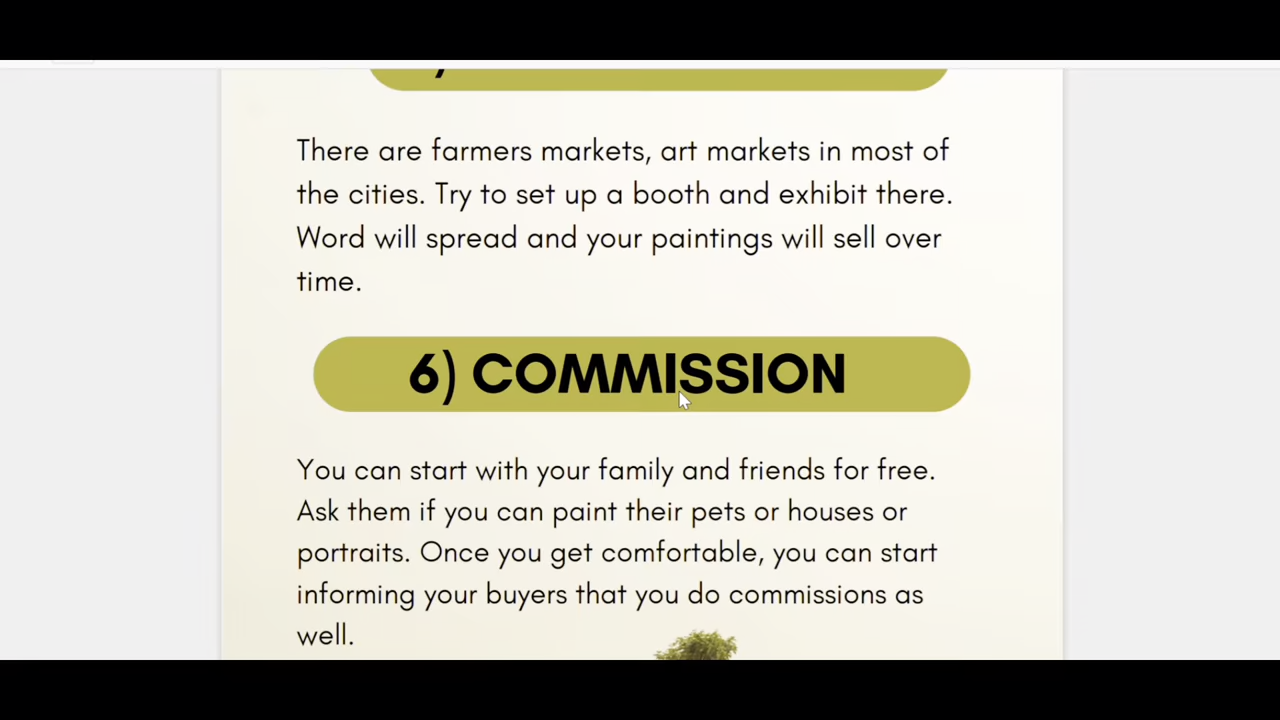 There are farmers markets, art markets in most of
the cities. Try to set up a booth and exhibit there.
Word will spread and your paintings will sell over
time.
6) COMMISSION
You can start with your family and friends for free.
Ask them if you can paint their pets or houses or
portraits. Once you get comfortable, you can start
informing your buyers that you do commissions as
well.